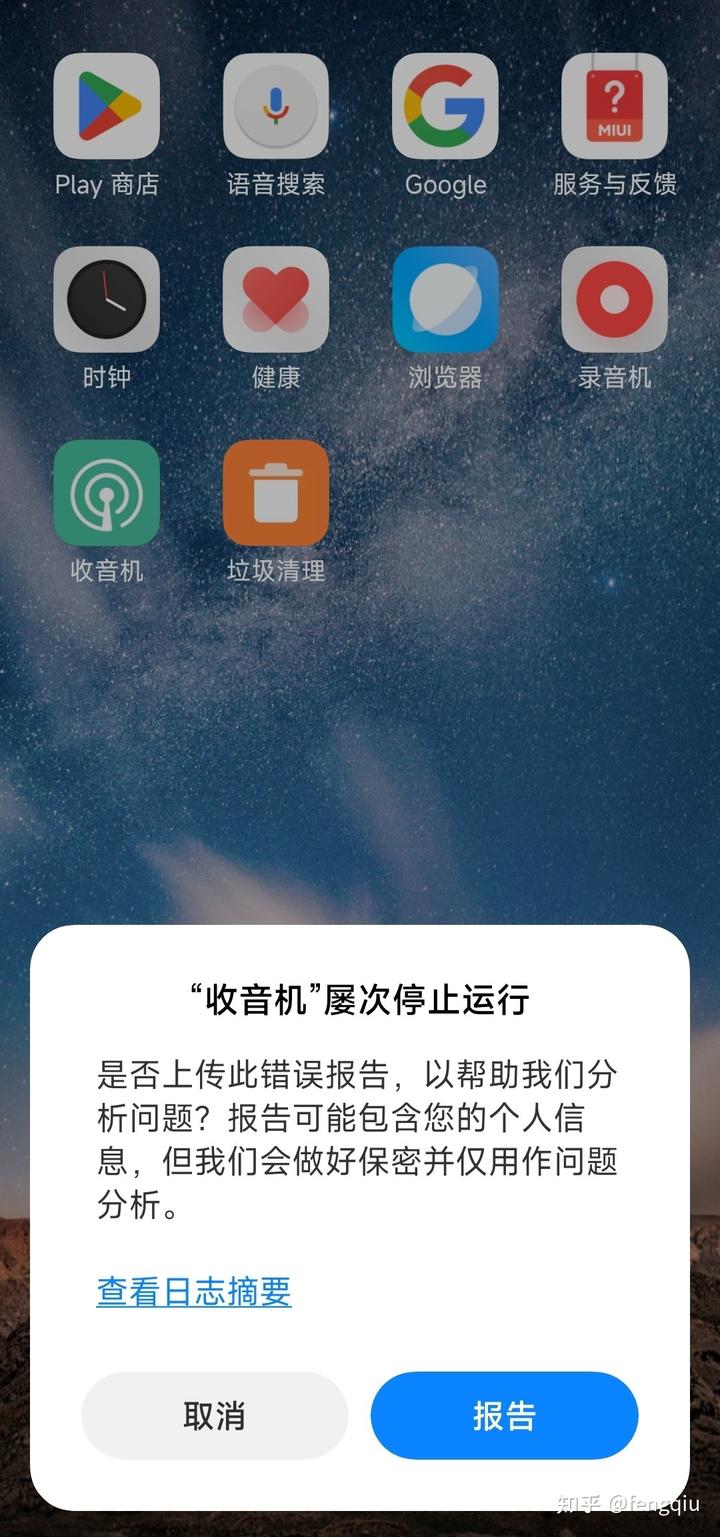 Play 商店
语音搜索
Google
服务与反馈
?
MIUI
时钟
健康
浏览器
录音机
收音机
垃圾清理
“收音机”屡次停止运行
是否上传此错误报告，以帮助我们分
析问题？报告可能包含您的个人信
息，但我们会做好保密并仅用作问题
分析。
查看日志摘要
取消
报告
知乎 @fengqiu